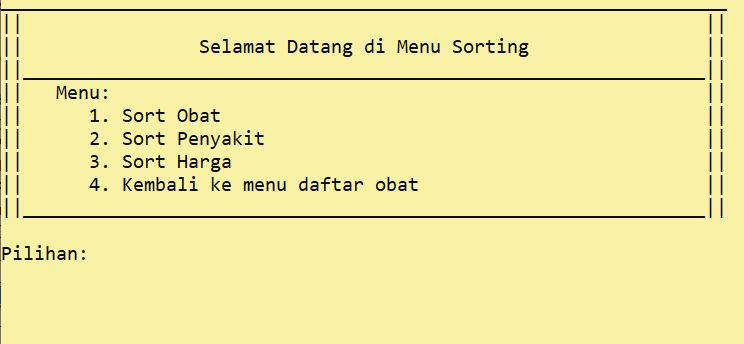 Selamat Datang di Menu Sorting
Menu:
1. Sort Obat
2. Sort Penyakit
3. Sort Harga
4. Kembali ke menu daftar obat
Pilihan: